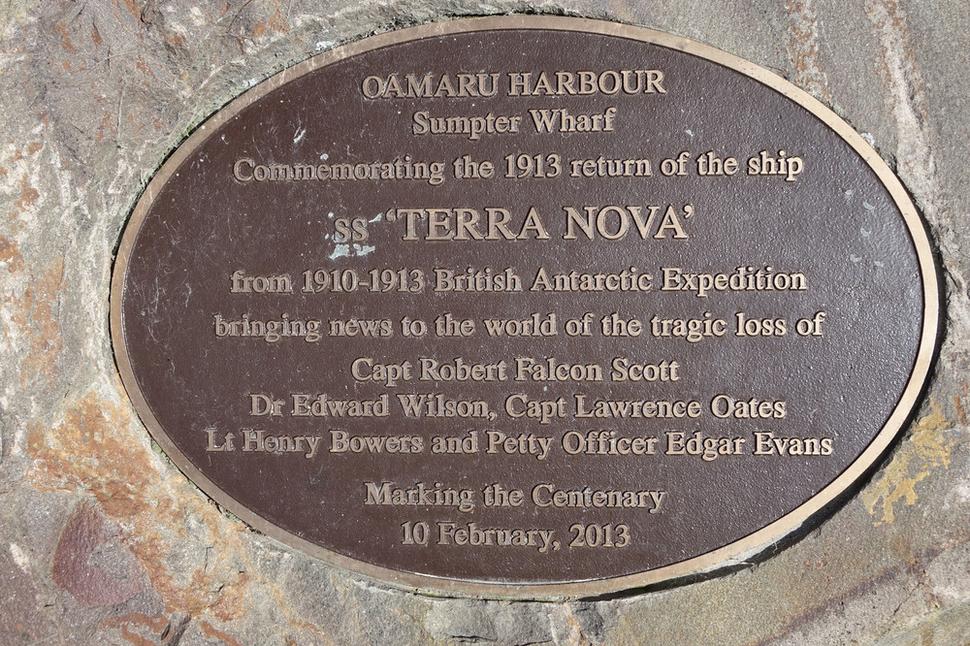 OAMARU HARBOUR
Sumpter Wharf
Commemorating the 1913 return of the ship
ss 'TERRA NOVA'
from 1910-1913 British Antarctic Expedition
bringing news to the world of the tragic loss of
Capt Robert Falcon Scott
Dr Edward Wilson, Capt Lawrence Oates
Lt Henry Bowers and Petty Officer Edgar Evans
Marking the Centenary
10 February, 2013